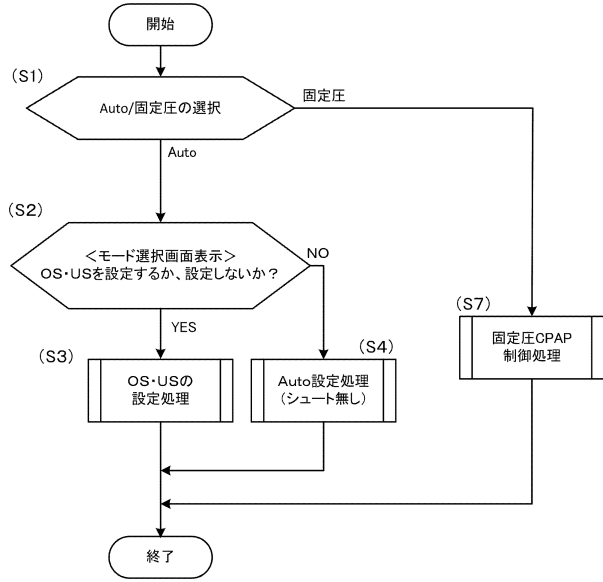 開始
（S1）
Auto/固定圧の選択
固定圧
Auto
（S2）
＜モード選択画面表示＞
ＯＳ・ＵＳを設定するか、設定しないか？
NO
YES
（S7）
固定圧CPAP
制御処理
（S3）
ＯＳ・ＵＳの
設定処理
（S4）
Auto設定処理
（シュート無し）
終了